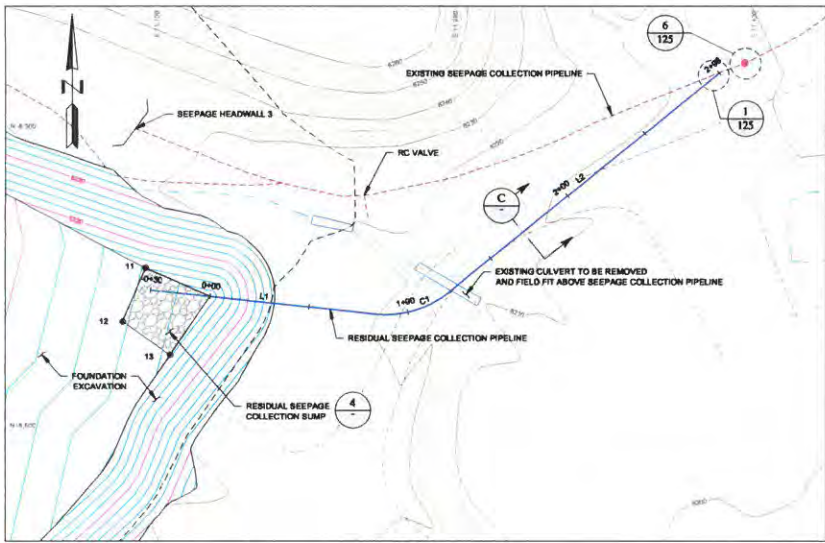 6
125
EXISTING SEEPAGE COLLECTION PIPELINE
N
SEEPAGE HEADWALL 3
1
125
RC VALVE
2+00
L2
C
-
EXISTING CULVERT TO BE REMOVED
AND FIELD FIT ABOVE SEEPAGE COLLECTION PIPELINE
11
-0+30
0+00
L1
1+00
C1
12
13
RESIDUAL SEEPAGE COLLECTION PIPELINE
FOUNDATION
EXCAVATION
RESIDUAL SEEPAGE
COLLECTION SUMP
4
-